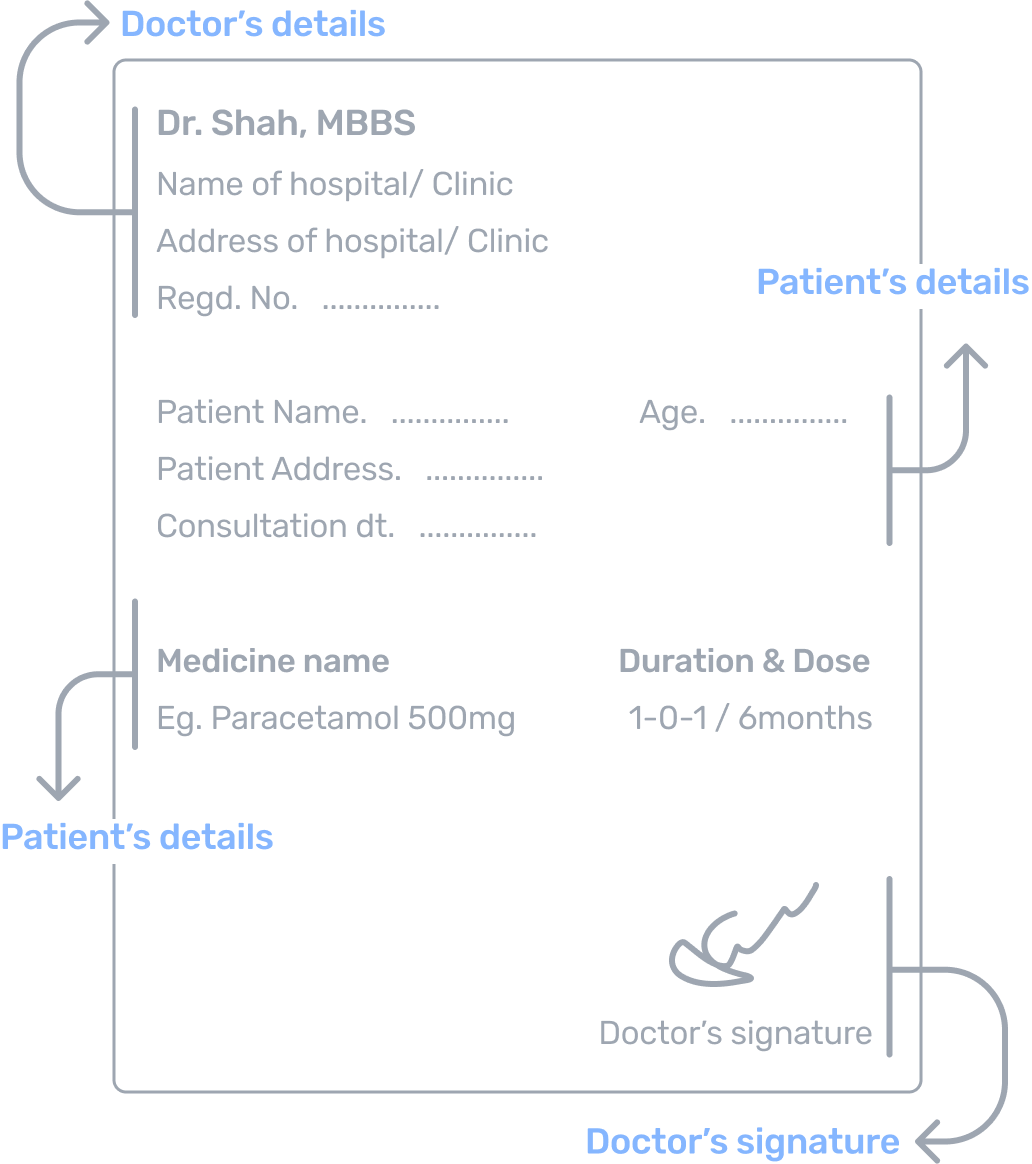 Doctor’s details
Dr. Shah, MBBS
Name of hospital/ Clinic
Address of hospital/ Clinic
Regd. No. ...............
Patient’s details
Patient Name. ............... Age. ...............
Patient Address. ...............
Consultation dt. ...............
Medicine name Duration & Dose
Eg. Paracetamol 500mg 1-0-1 / 6months
Patient’s details
Doctor’s signature
Doctor’s signature